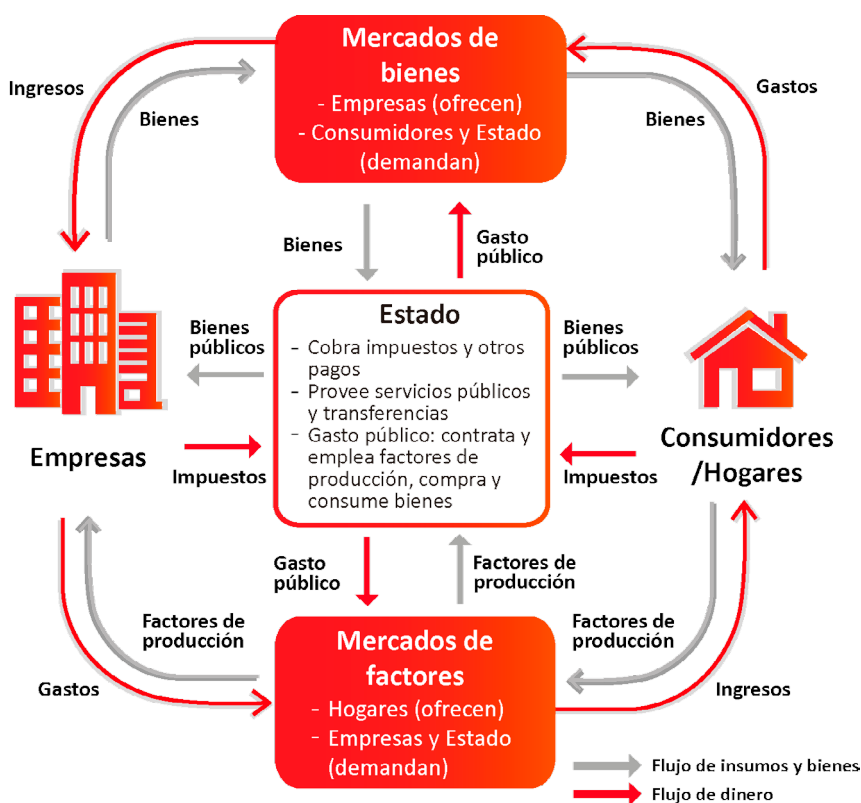 Mercados de
bienes
- Empresas (ofrecen)
- Consumidores y Estado
(demandan)
Ingresos
Bienes
Gastos
Bienes
Bienes
Gasto
público
Estado
- Cobra impuestos y otros
pagos
- Provee servicios públicos
y transferencias
- Gasto público: contrata y
emplea factores de
producción, compra y
consume bienes
Bienes
públicos
Bienes
públicos
Empresas
Impuestos
Consumidores
/Hogares
Impuestos
Gasto
público
Factores de
producción
Factores de
producción
Gastos
Factores de
producción
Ingresos
Mercados de
factores
- Hogares (ofrecen)
- Empresas y Estado
(demandan)
Flujo de insumos y bienes
Flujo de dinero